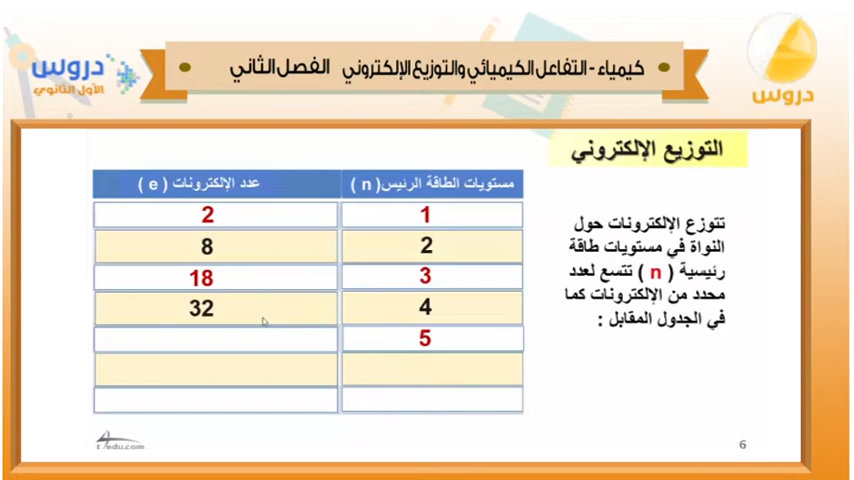 دروس
الأول الثانوي
كيمياء - التفاعل الكيميائي والتوزيع الإلكتروني الفصل الثاني
دروس
التوزيع الإلكتروني
تتوزع الإلكترونات حول
النواة في مستويات طاقة
رئيسية ( n ) تتسع لعدد
محدد من الإلكترونات كما
في الجدول المقابل :
مستويات الطاقة الرئيس( n ) عدد الإلكترونات ( e )
1 2
2 8
3 18
4 32
5
t4edu.com
6